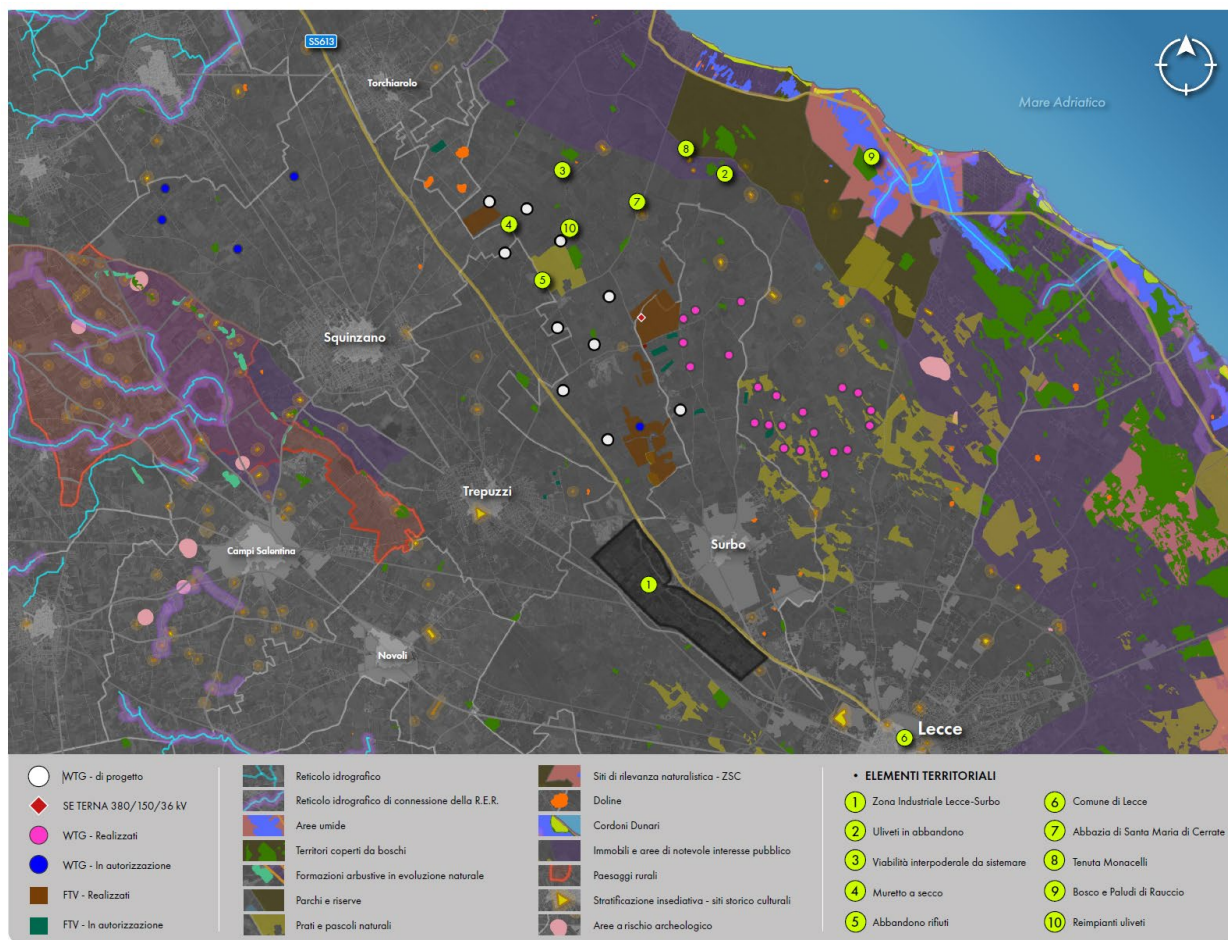 SS613
Torchiarolo
Mare Adriatico
8
9
3
2
7
4
10
5
Squinzano
Trepuzzi
Surbo
Campi Salentina
1
Novoli
Lecce
6
WTG - di progetto
SE TERNA 380/150/36 kV
WTG - Realizzati
WTG - In autorizzazione
FTV - Realizzati
FTV - In autorizzazione
Reticolo idrografico
Reticolo idrografico di connessione della R.E.R.
Aree umide
Territori coperti da boschi
Formazioni arbustive in evoluzione naturale
Parchi e riserve
Prati e pascoli naturali
Siti di rilevanza naturalistica - ZSC
Doline
Cordoni Dunari
Immobili e aree di notevole interesse pubblico
Paesaggi rurali
Stratificazione insediativa - siti storico culturali
Aree a rischio archeologico
• ELEMENTI TERRITORIALI
1 Zona Industriale Lecce-Surbo
2 Uliveti in abbandono
3 Viabilità interpoderale da sistemare
4 Muretto a secco
5 Abbandono rifiuti
6 Comune di Lecce
7 Abbazia di Santa Maria di Cerrate
8 Tenuta Monacelli
9 Bosco e Paludi di Rauccio
10 Reimpianti uliveti